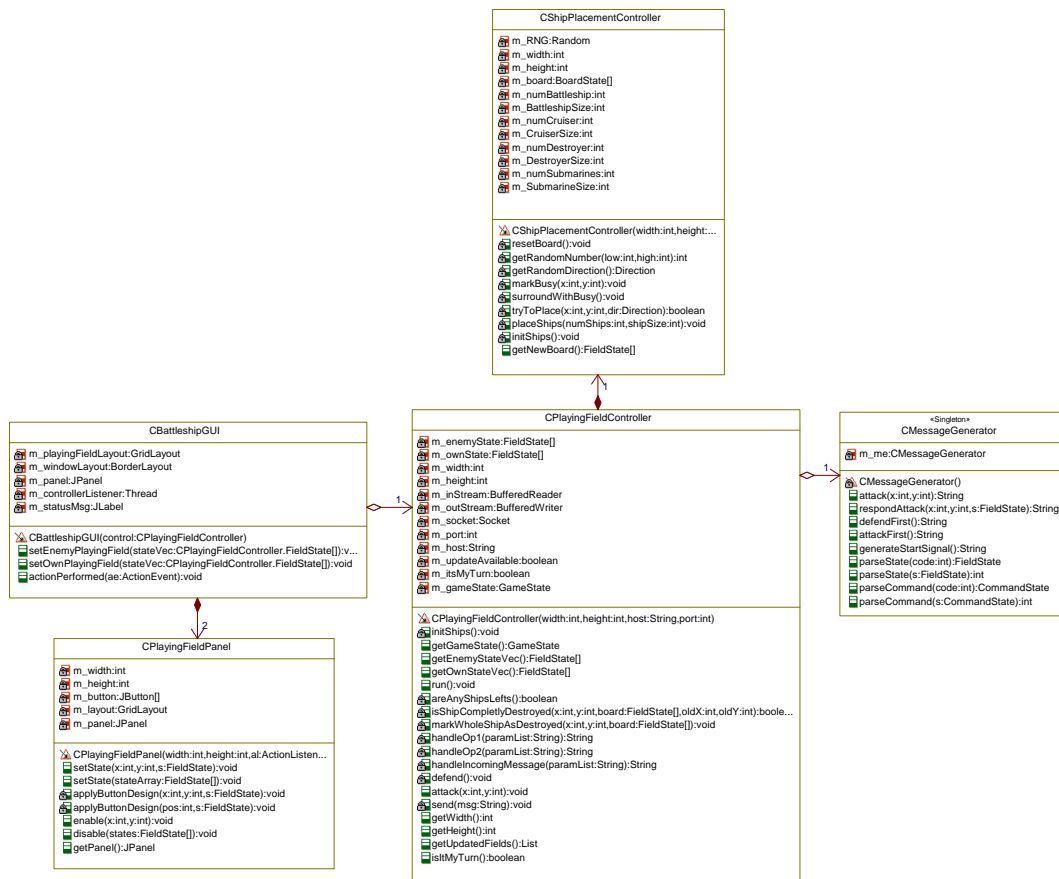 CShipPlacementController
m_RNG:Random
m_width:int
m_height:int
m_board:BoardState[]
m_numBattleship:int
m_BattleshipSize:int
m_numCruiser:int
m_CruiserSize:int
m_numDestroyer:int
m_DestroyerSize:int
m_numSubmarines:int
m_SubmarineSize:int
CShipPlacementController(width:int,height:...
resetBoard():void
getRandomNumber(low:int,high:int):int
getRandomDirection():Direction
markBusy(x:int,y:int):void
surroundWithBusy():void
tryToPlace(x:int,y:int,dir:Direction):boolean
placeShips(numShips:int,shipSize:int):void
initShips():void
getNewBoard():FieldState[]
1
CBattleshipGUI
m_playingFieldLayout:GridLayout
m_windowLayout:BorderLayout
m_panel:JPanel
m_controllerListener:Thread
m_statusMsg:JLabel
CBattleshipGUI(control:CPlayingFieldController)
setEnemyPlayingField(stateVec:CPlayingFieldController.FieldState[]):v...
setOwnPlayingField(stateVec:CPlayingFieldController.FieldState[]):void
actionPerformed(ae:ActionEvent):void
1
2
CPlayingFieldPanel
m_width:int
m_height:int
m_button:JButton[]
m_layout:GridLayout
m_panel:JPanel
CPlayingFieldPanel(width:int,height:int,al:ActionListen...
setState(x:int,y:int,s:FieldState):void
setState(stateArray:FieldState[]):void
applyButtonDesign(x:int,y:int,s:FieldState):void
applyButtonDesign(pos:int,s:FieldState):void
enable(x:int,y:int):void
disable(states:FieldState[]):void
getPanel():JPanel
CPlayingFieldController
m_enemyState:FieldState[]
m_ownState:FieldState[]
m_width:int
m_height:int
m_inStream:BufferedReader
m_outStream:BufferedWriter
m_socket:Socket
m_port:int
m_host:String
m_updateAvailable:boolean
m_itsMyTurn:boolean
m_gameState:GameState
CPlayingFieldController(width:int,height:int,host:String,port:int)
initShips():void
getGameState():GameState
getEnemyStateVec():FieldState[]
getOwnStateVec():FieldState[]
run():void
areAnyShipsLefts():boolean
isShipCompletlyDestroyed(x:int,y:int,board:FieldState[],oldX:int,oldY:int):boole...
markWholeShipAsDestroyed(x:int,y:int,board:FieldState[]):void
handleOp1(paramList:String):String
handleOp2(paramList:String):String
handleIncomingMessage(paramList:String):String
defend():void
attack(x:int,y:int):void
send(msg:String):void
getWidth():int
getHeight():int
getUpdatedFields():List
isItMyTurn():boolean
1
«Singleton»
CMessageGenerator
m_me:CMessageGenerator
CMessageGenerator()
attack(x:int,y:int):String
respondAttack(x:int,y:int,s:FieldState):String
defendFirst():String
attackFirst():String
generateStartSignal():String
parseState(code:int):FieldState
parseState(s:FieldState):int
parseCommand(code:int):CommandState
parseCommand(s:CommandState):int